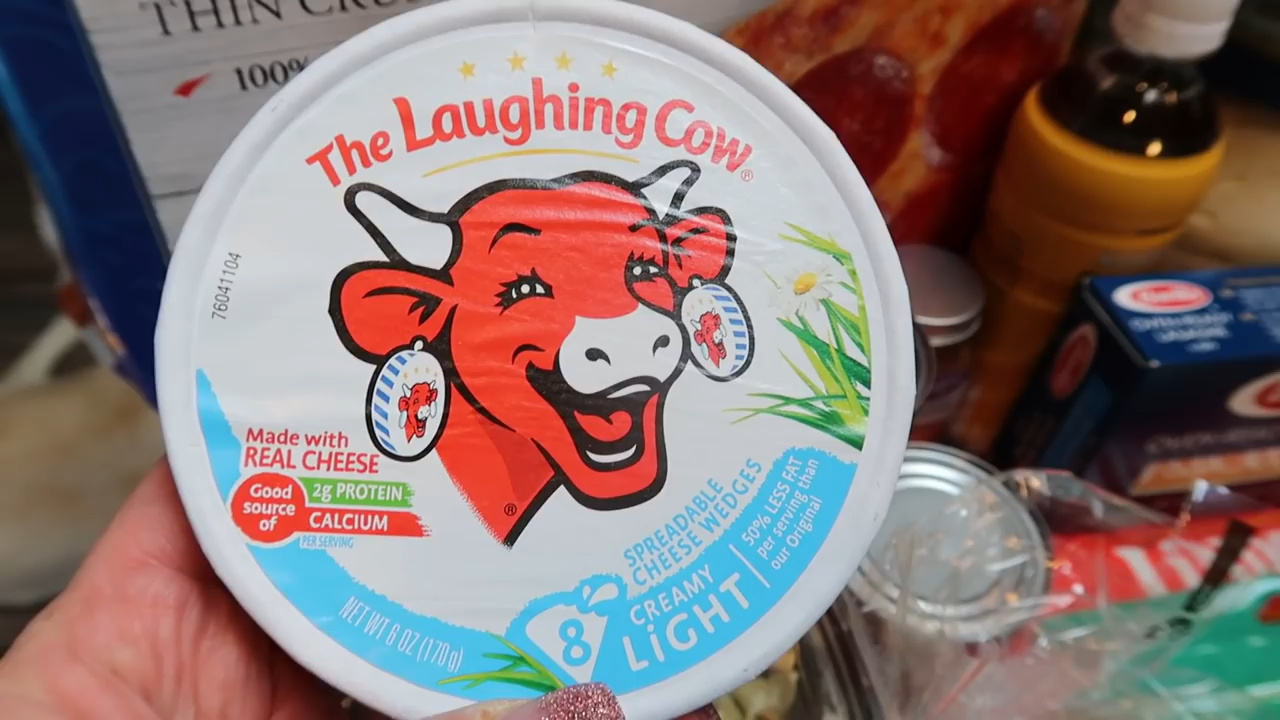 THIN CRUS
100%
The Laughing Cow®
76041104
Made with
REAL CHEESE
Good
source
of
2g PROTEIN
CALCIUM
PER SERVING
®
SPREADABLE
CHEESE WEDGES
8
CREAMY
LiGHT
50% LESS FAT
per serving than
our Original
NET WT 6 OZ (170g)